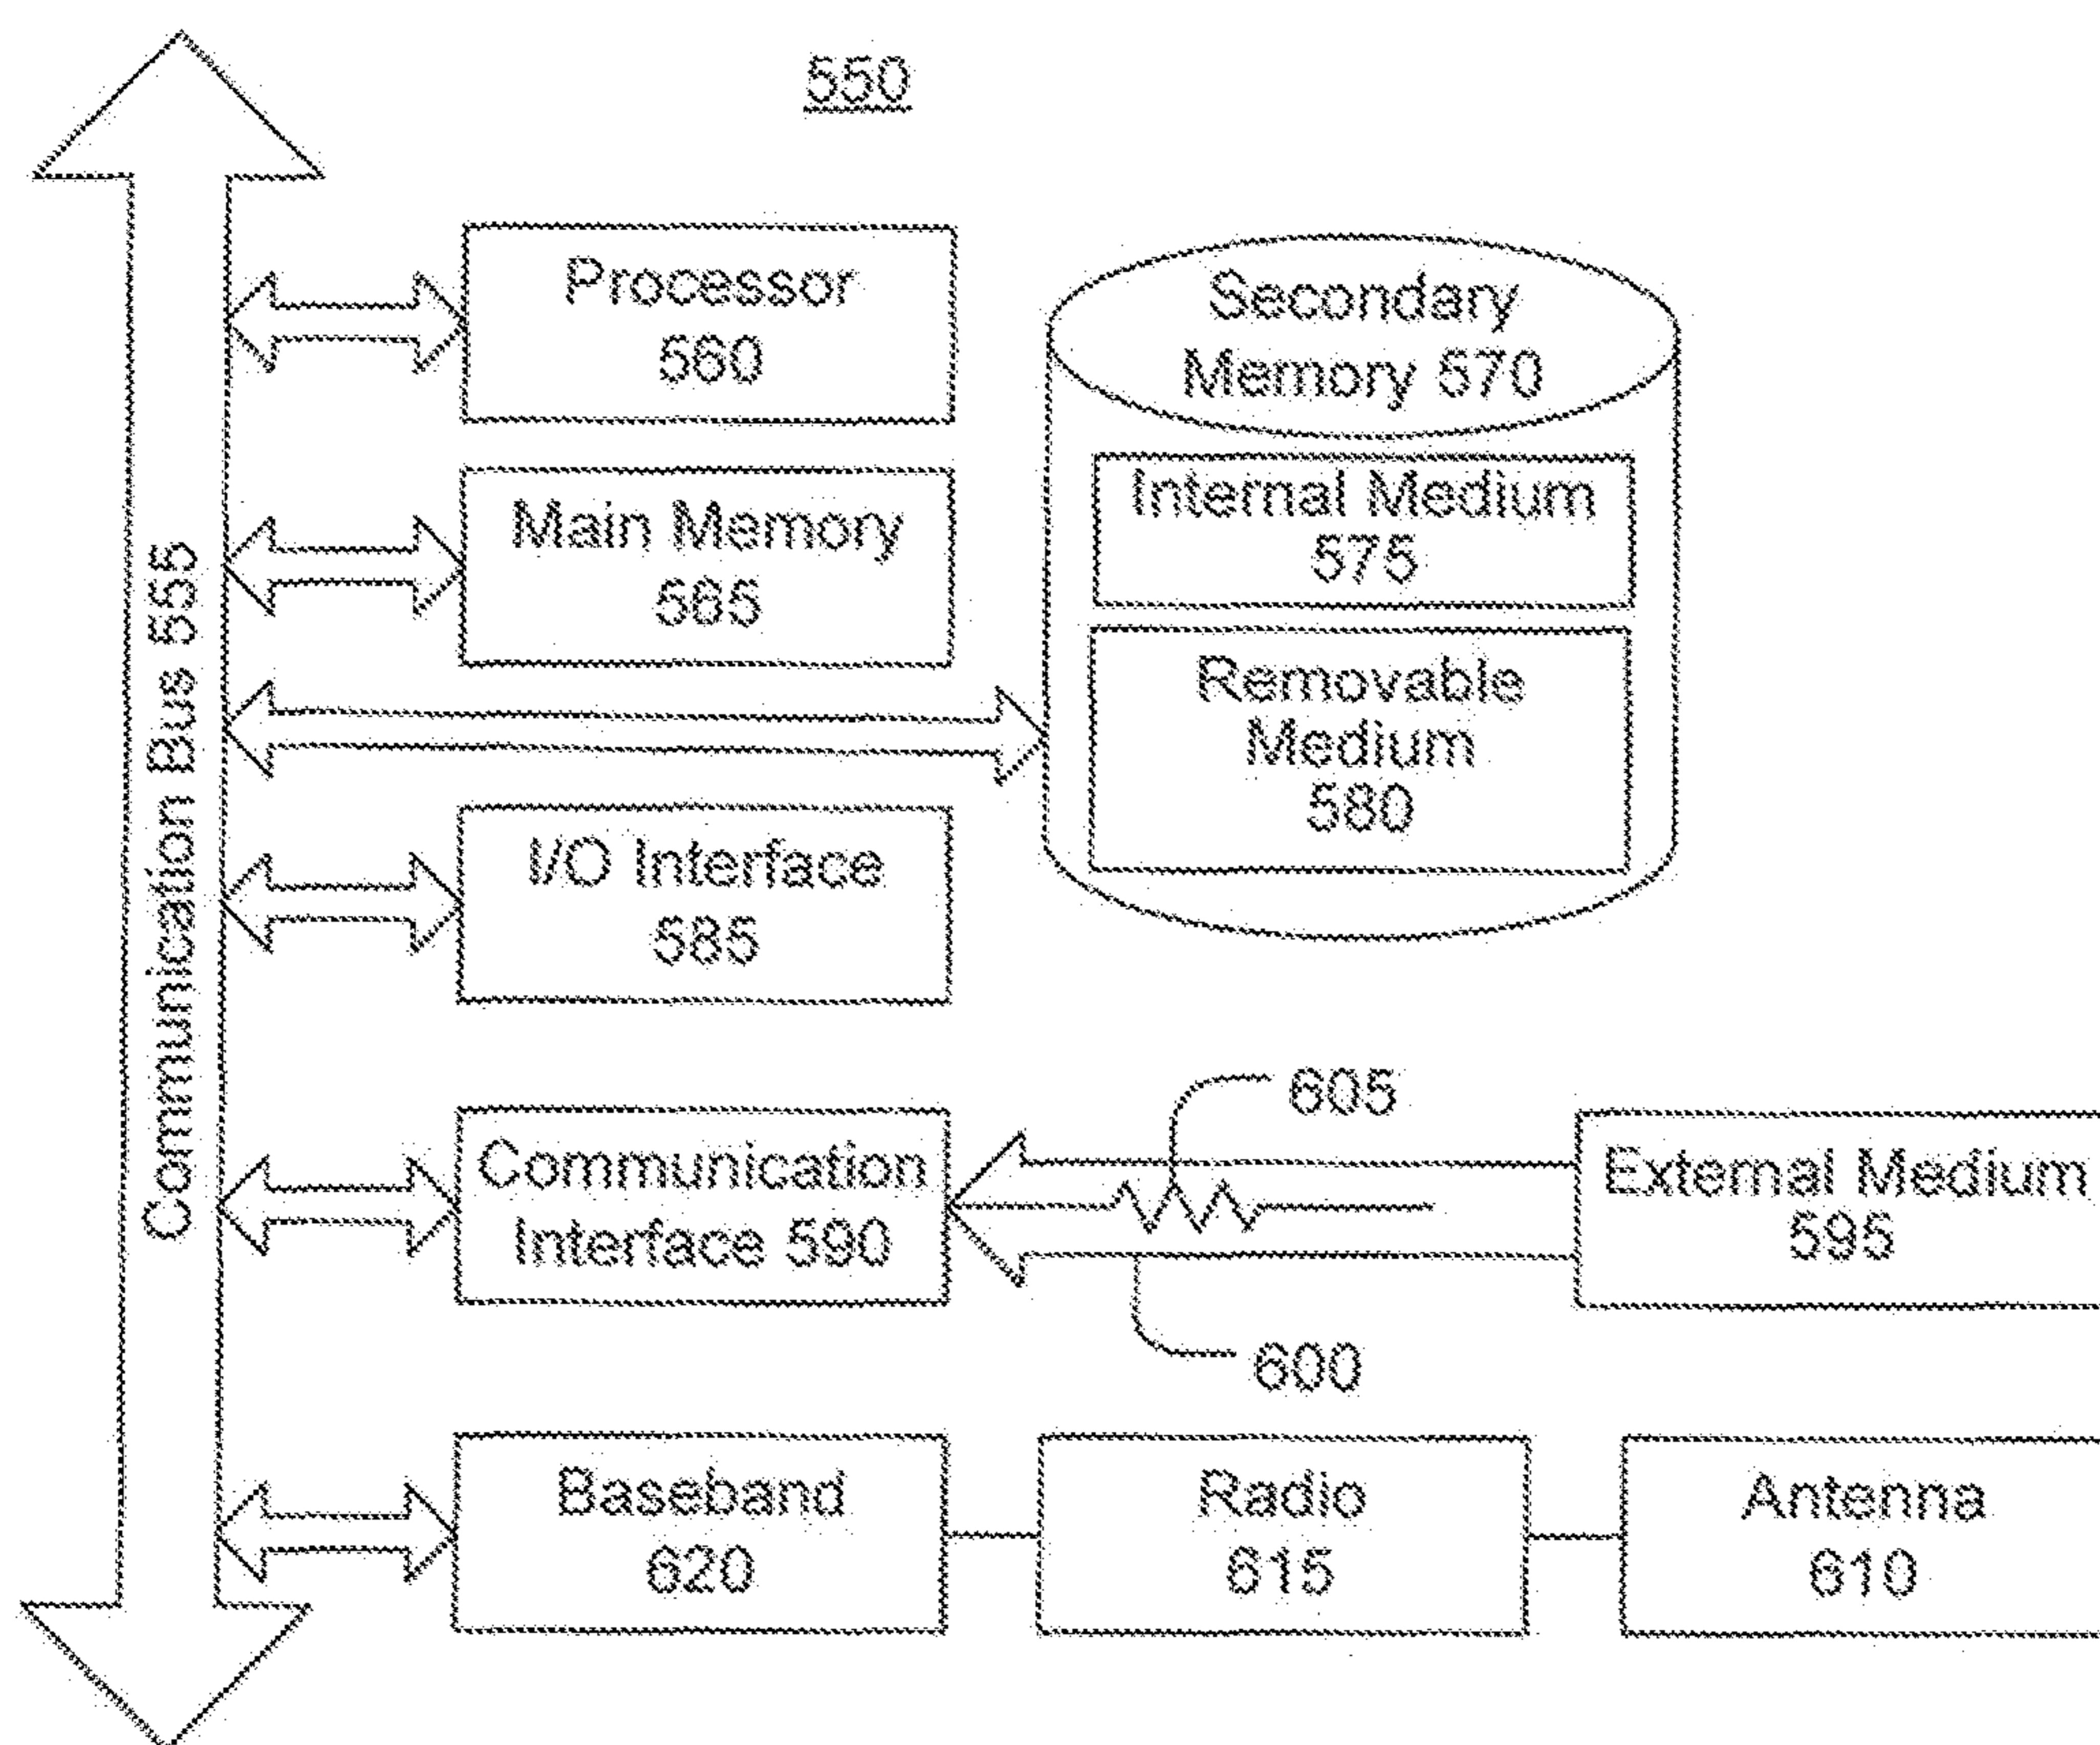 550
Communication Bus 555
Processor
560
Secondary
Memory 570
Main Memory
565
Internal Medium
575
Removable
Medium
580
I/O Interface
585
605
Communication
Interface 590
External Medium
595
600
Baseband
620
Radio
615
Antenna
610